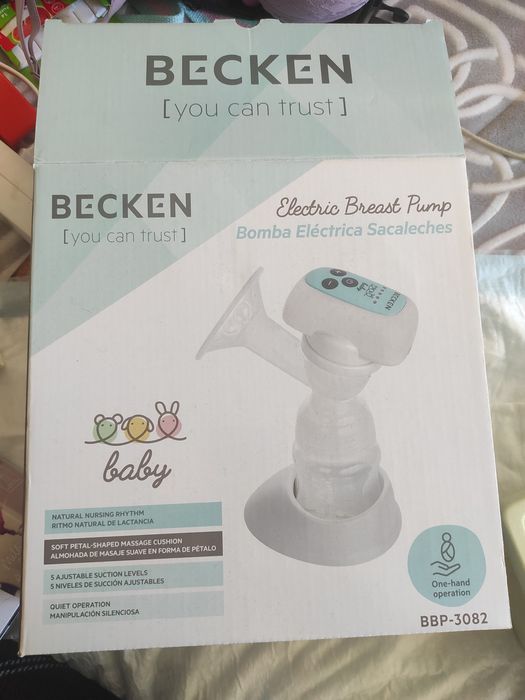 BECKEN
[you can trust]
BECKEN
[you can trust]
Electric Breast Pump
Bomba Eléctrica Sacaleches
BECKEN
baby
NATURAL NURSING RHYTHM
RITMO NATURAL DE LACTANCIA
SOFT PETAL-SHAPED MASSAGE CUSHION
ALMOHADA DE MASAJE SUAVE EN FORMA DE PÉTALO
5 AJUSTABLE SUCTION LEVELS
5 NIVELES DE SUCCIÓN AJUSTABLES
QUIET OPERATION
MANIPULACIÓN SILENCIOSA
One-hand
operation
BBP-3082